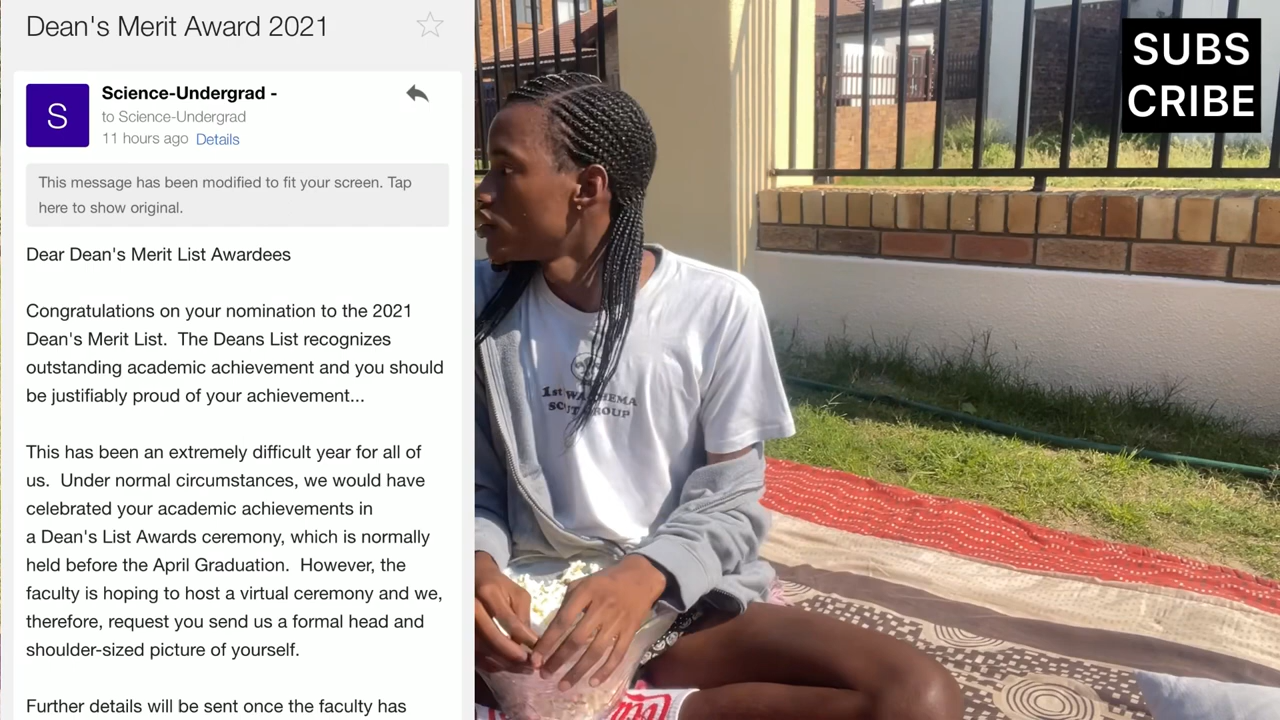 Dean's Merit Award 2021
S
Science-Undergrad -
to Science-Undergrad
11 hours ago Details
This message has been modified to fit your screen. Tap
here to show original.
Dear Dean's Merit List Awardees
Congratulations on your nomination to the 2021
Dean's Merit List.  The Deans List recognizes
outstanding academic achievement and you should
be justifiably proud of your achievement...
This has been an extremely difficult year for all of
us.  Under normal circumstances, we would have
celebrated your academic achievements in
a Dean's List Awards ceremony, which is normally
held before the April Graduation.  However, the
faculty is hoping to host a virtual ceremony and we,
therefore, request you send us a formal head and
shoulder-sized picture of yourself.
Further details will be sent once the faculty has
SUBS
CRIBE
1st
GROUP